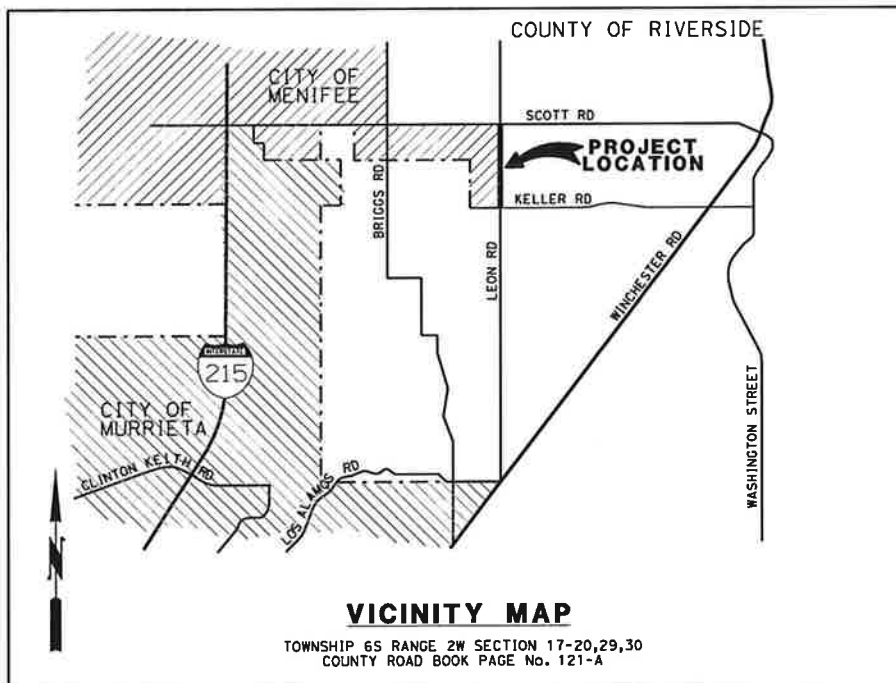 COUNTY OF RIVERSIDE
CITY OF
MENIFEE
SCOTT RD
PROJECT
LOCATION
BRIGGS RD
KELLER RD
LEON RD
WINCHESTER RD
INTERSTATE
215
CITY OF
MURRIETA
CLINTON KEITH RD
LOS ALAMOS RD
WASHINGTON STREET
N
VICINITY MAP
TOWNSHIP 6S RANGE 2W SECTION 17-20,29,30
COUNTY ROAD BOOK PAGE No. 121-A